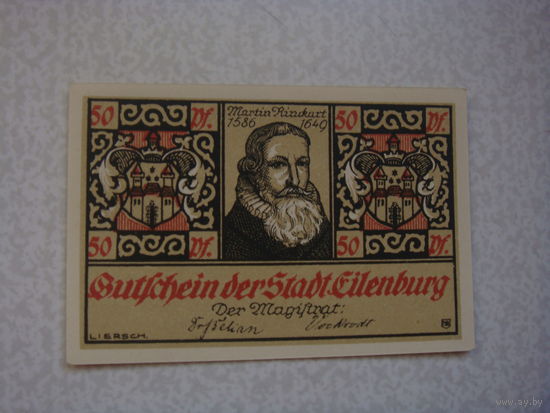 50 Pf. Martin Rinckart 50 Pf.
1586 1649
50 Pf. 50 Pf.
Gutschein der Stadt Eilenburg
Der Magistrat:
LIERSCH.
www.ay.by